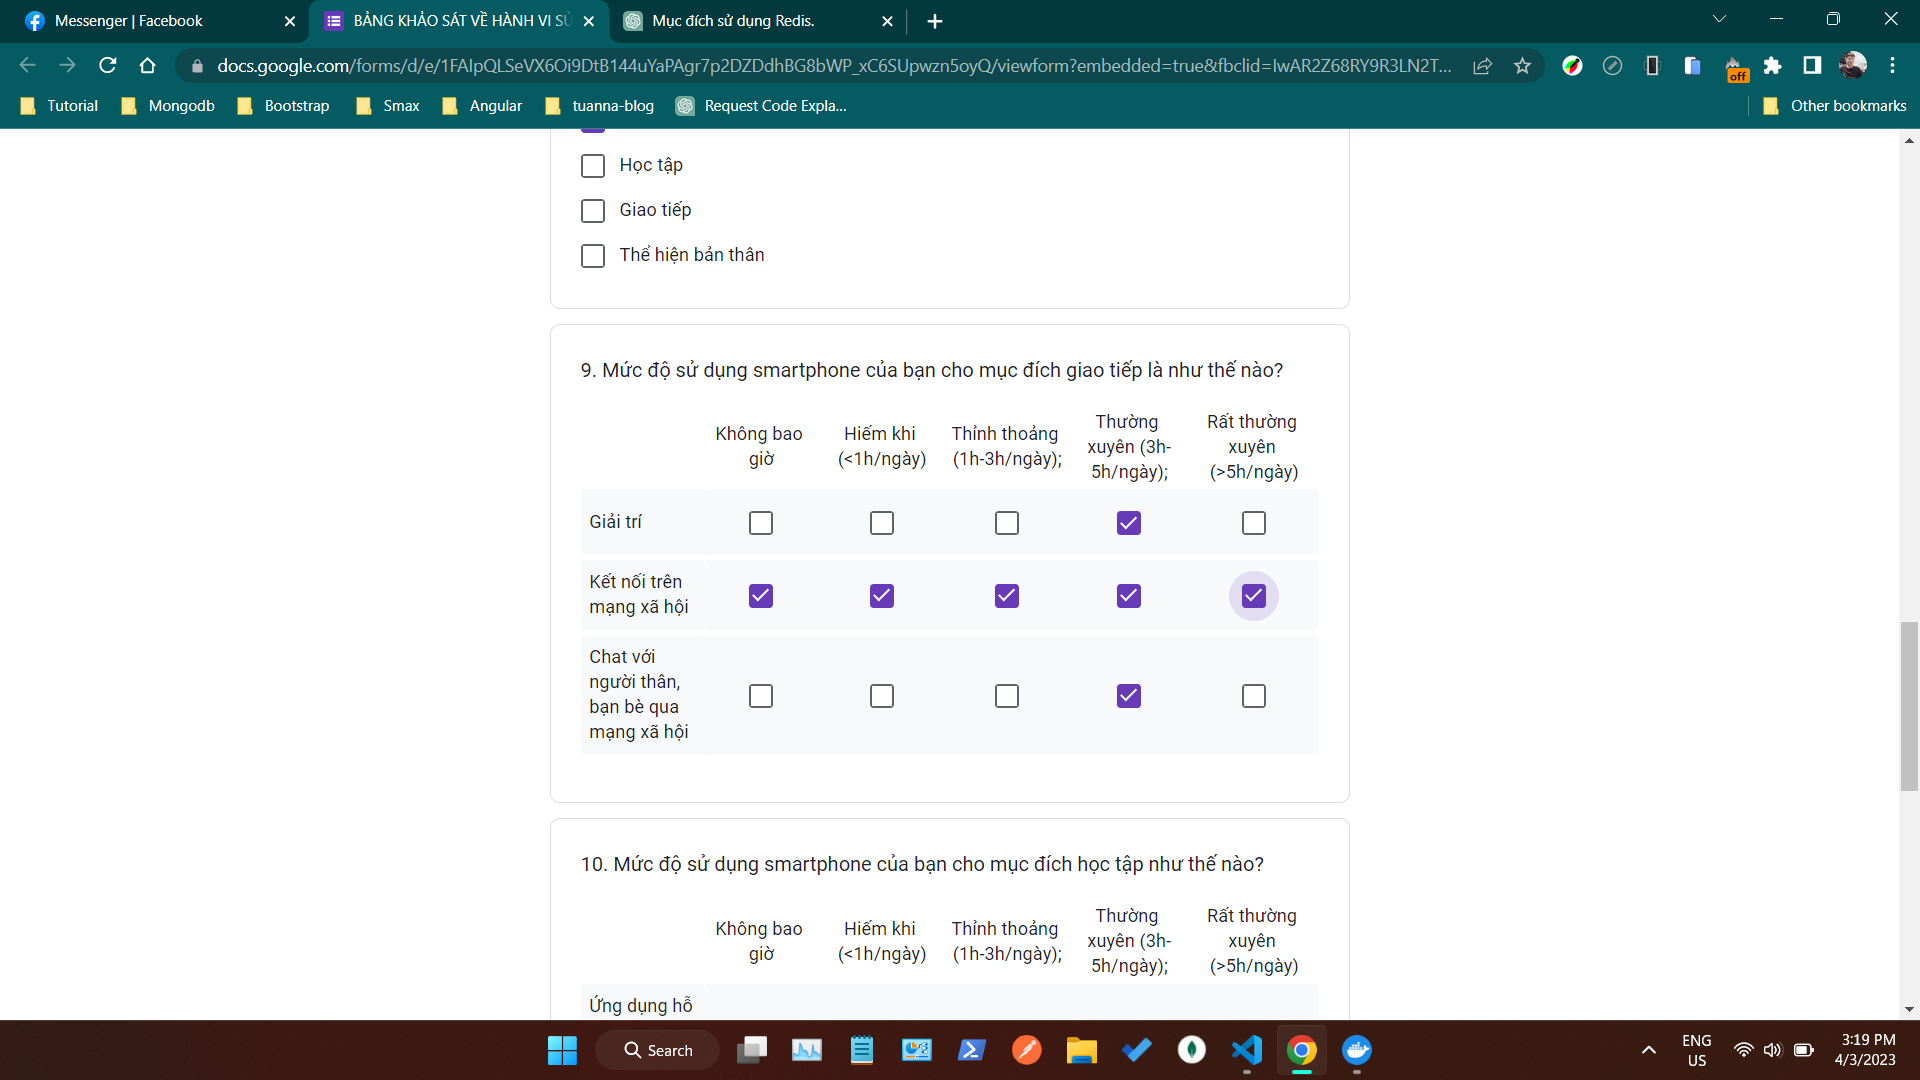 Messenger | Facebook
BẢNG KHẢO SÁT VỀ HÀNH VI SỬ
Mục đích sử dụng Redis.
docs.google.com/forms/d/e/1FAIpQLSeVX6Oi9DtB144uYaPAgr7p2DZDdhBG8bWP_xC6SUpwzn5oyQ/viewform?embedded=true&fbclid=IwAR2Z68RY9R3LN2T...
off
Tutorial
Mongodb
Bootstrap
Smax
Angular
tuanna-blog
Request Code Expla...
Other bookmarks
Học tập
Giao tiếp
Thể hiện bản thân
9. Mức độ sử dụng smartphone của bạn cho mục đích giao tiếp là như thế nào?
Không bao
giờ
Hiếm khi
(<1h/ngày)
Thỉnh thoảng
(1h-3h/ngày);
Thường
xuyên (3h-
5h/ngày);
Rất thường
xuyên
(>5h/ngày)
Giải trí
Kết nối trên
mạng xã hội
Chat với
người thân,
bạn bè qua
mạng xã hội
10. Mức độ sử dụng smartphone của bạn cho mục đích học tập như thế nào?
Không bao
giờ
Hiếm khi
(<1h/ngày)
Thỉnh thoảng
(1h-3h/ngày);
Thường
xuyên (3h-
5h/ngày);
Rất thường
xuyên
(>5h/ngày)
Ứng dụng hỗ
Search
ENG
US
3:19 PM
4/3/2023